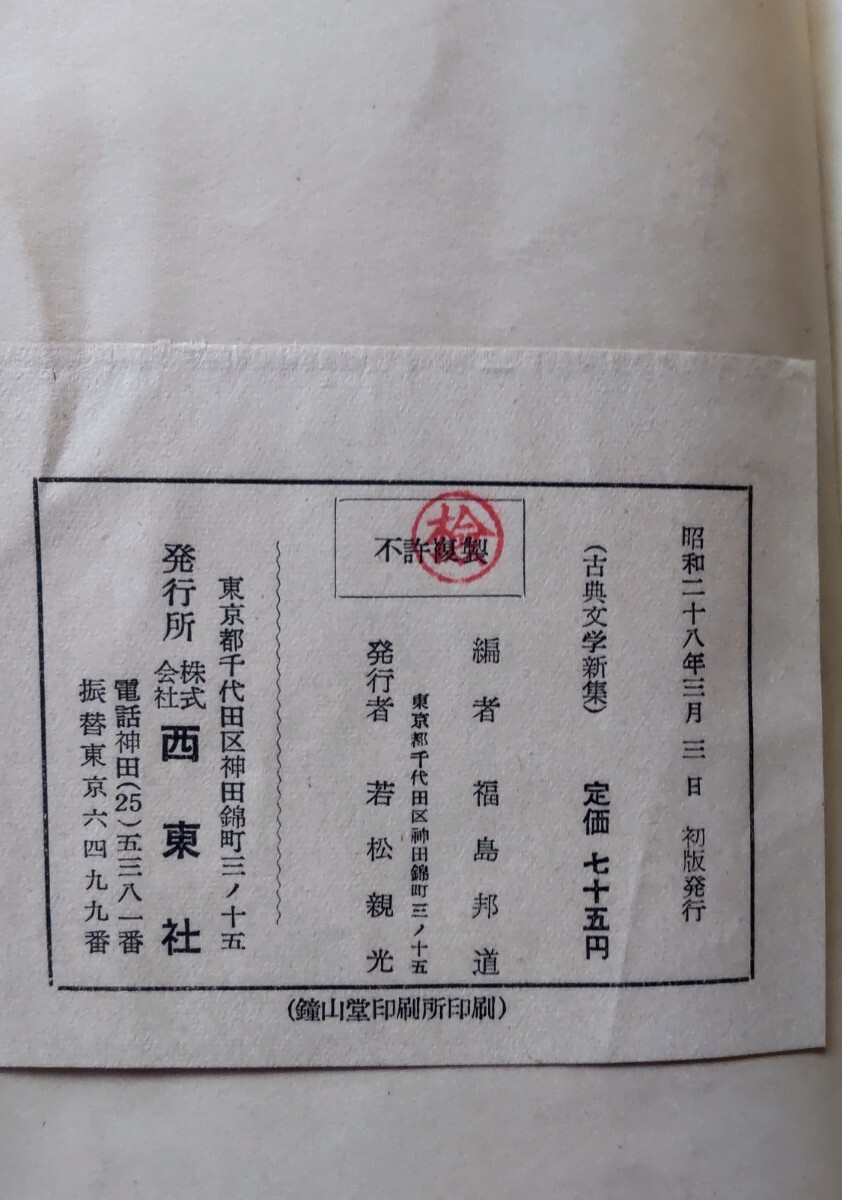 昭和二十八年三月三日 初版発行
(古典文学新集) 定価 七十五円
不許複製
検
編者 福島邦道
東京都千代田区神田錦町三ノ十五
発行者 若松親光
東京都千代田区神田錦町三ノ十五
発行所 株式会社 西東社
電話神田(25)五三八一番
振替東京六四九九番
(鐘山堂印刷所印刷)